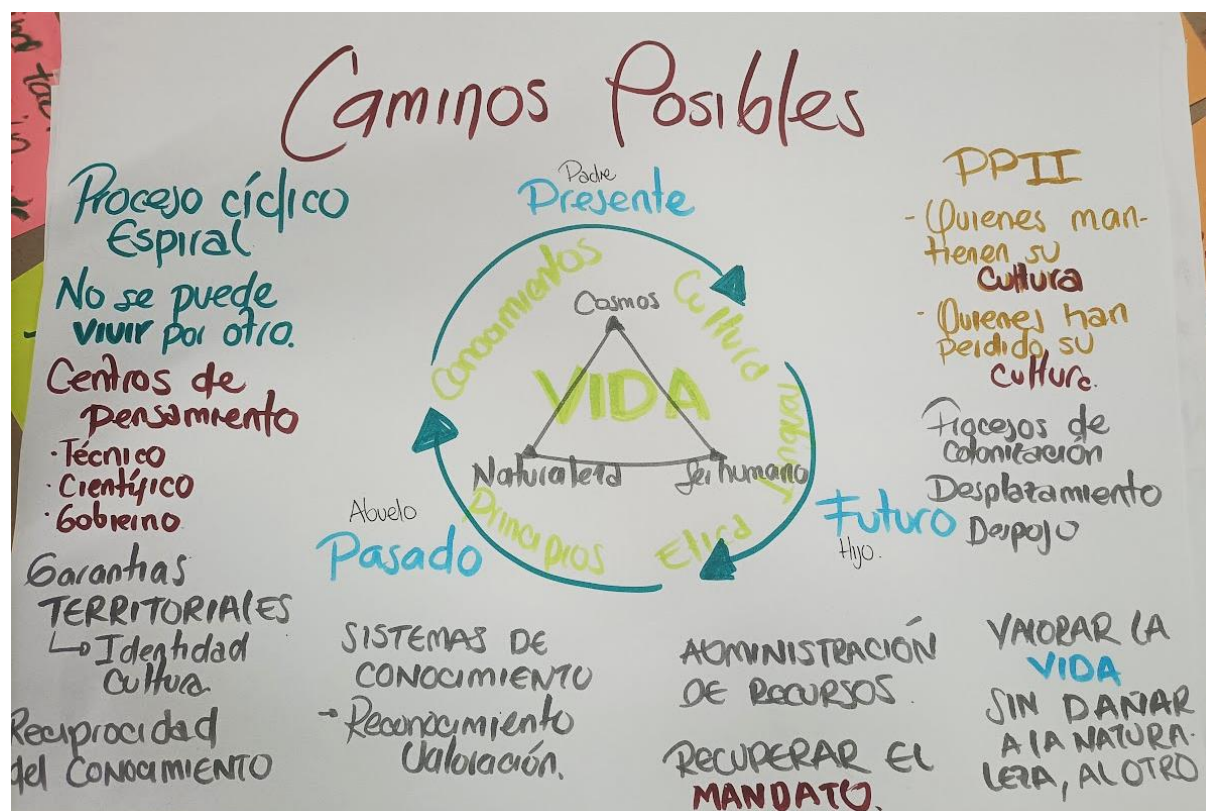 Caminos Posibles
Proceso cíclico
Espiral
No se puede
vivir por otro.
Centros de
pensamiento
·Técnico
·Científico
·Gobierno
Garantías
TERRITORIALES
Identidad
Cultura.
Reciprocidad
del CONOCIMIENTO
Padre
Presente
Conocimientos
Cultura
Cosmos
VIDA
Naturaleza
Ser humano
Principios
Etica
Abuelo
Pasado
Futuro
Hijo.
SISTEMAS DE
CONOCIMIENTO
Reconocimiento
Valoración.
ADMINISTRACIÓN
DE RECURSOS.
RECUPERAR EL
MANDATO.
PPII
- Quienes man-
tienen su
Cultura
- Quienes han
perdido su
Cultura.
Procesos de
Colonización
Desplazamiento
Despojo
VALORAR LA
VIDA
SIN DAÑAR
A LA NATURA-
LEZA, AL OTRO